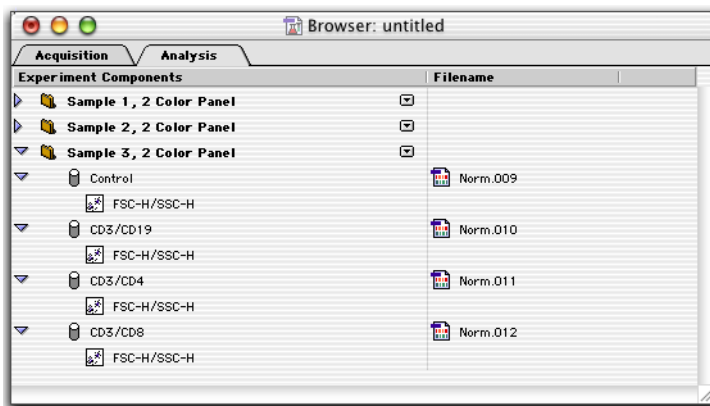 Browser: untitled
Acquisition Analysis
Experiment Components Filename
Sample 1, 2 Color Panel
Sample 2, 2 Color Panel
Sample 3, 2 Color Panel
Control Norm.009
FSC-H/SSC-H
CD3/CD19 Norm.010
FSC-H/SSC-H
CD3/CD4 Norm.011
FSC-H/SSC-H
CD3/CD8 Norm.012
FSC-H/SSC-H